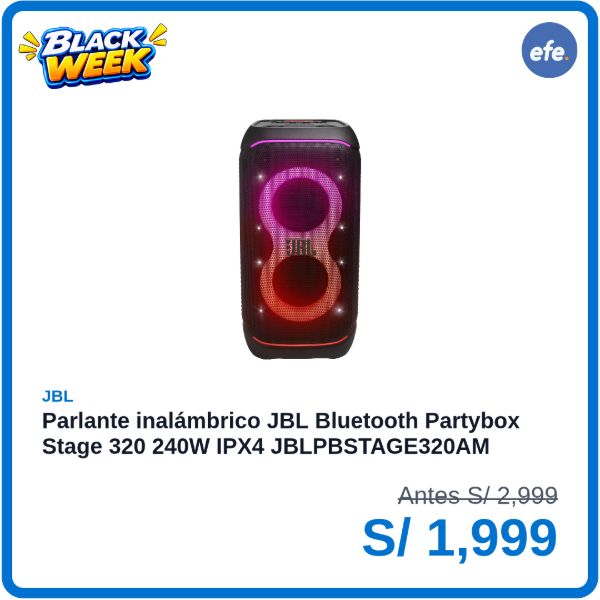 BLACK
WEEK
efe.
JBL
JBL
Parlante inalámbrico JBL Bluetooth Partybox
Stage 320 240W IPX4 JBLPBSTAGE320AM
Antes S/ 2,999
S/ 1,999